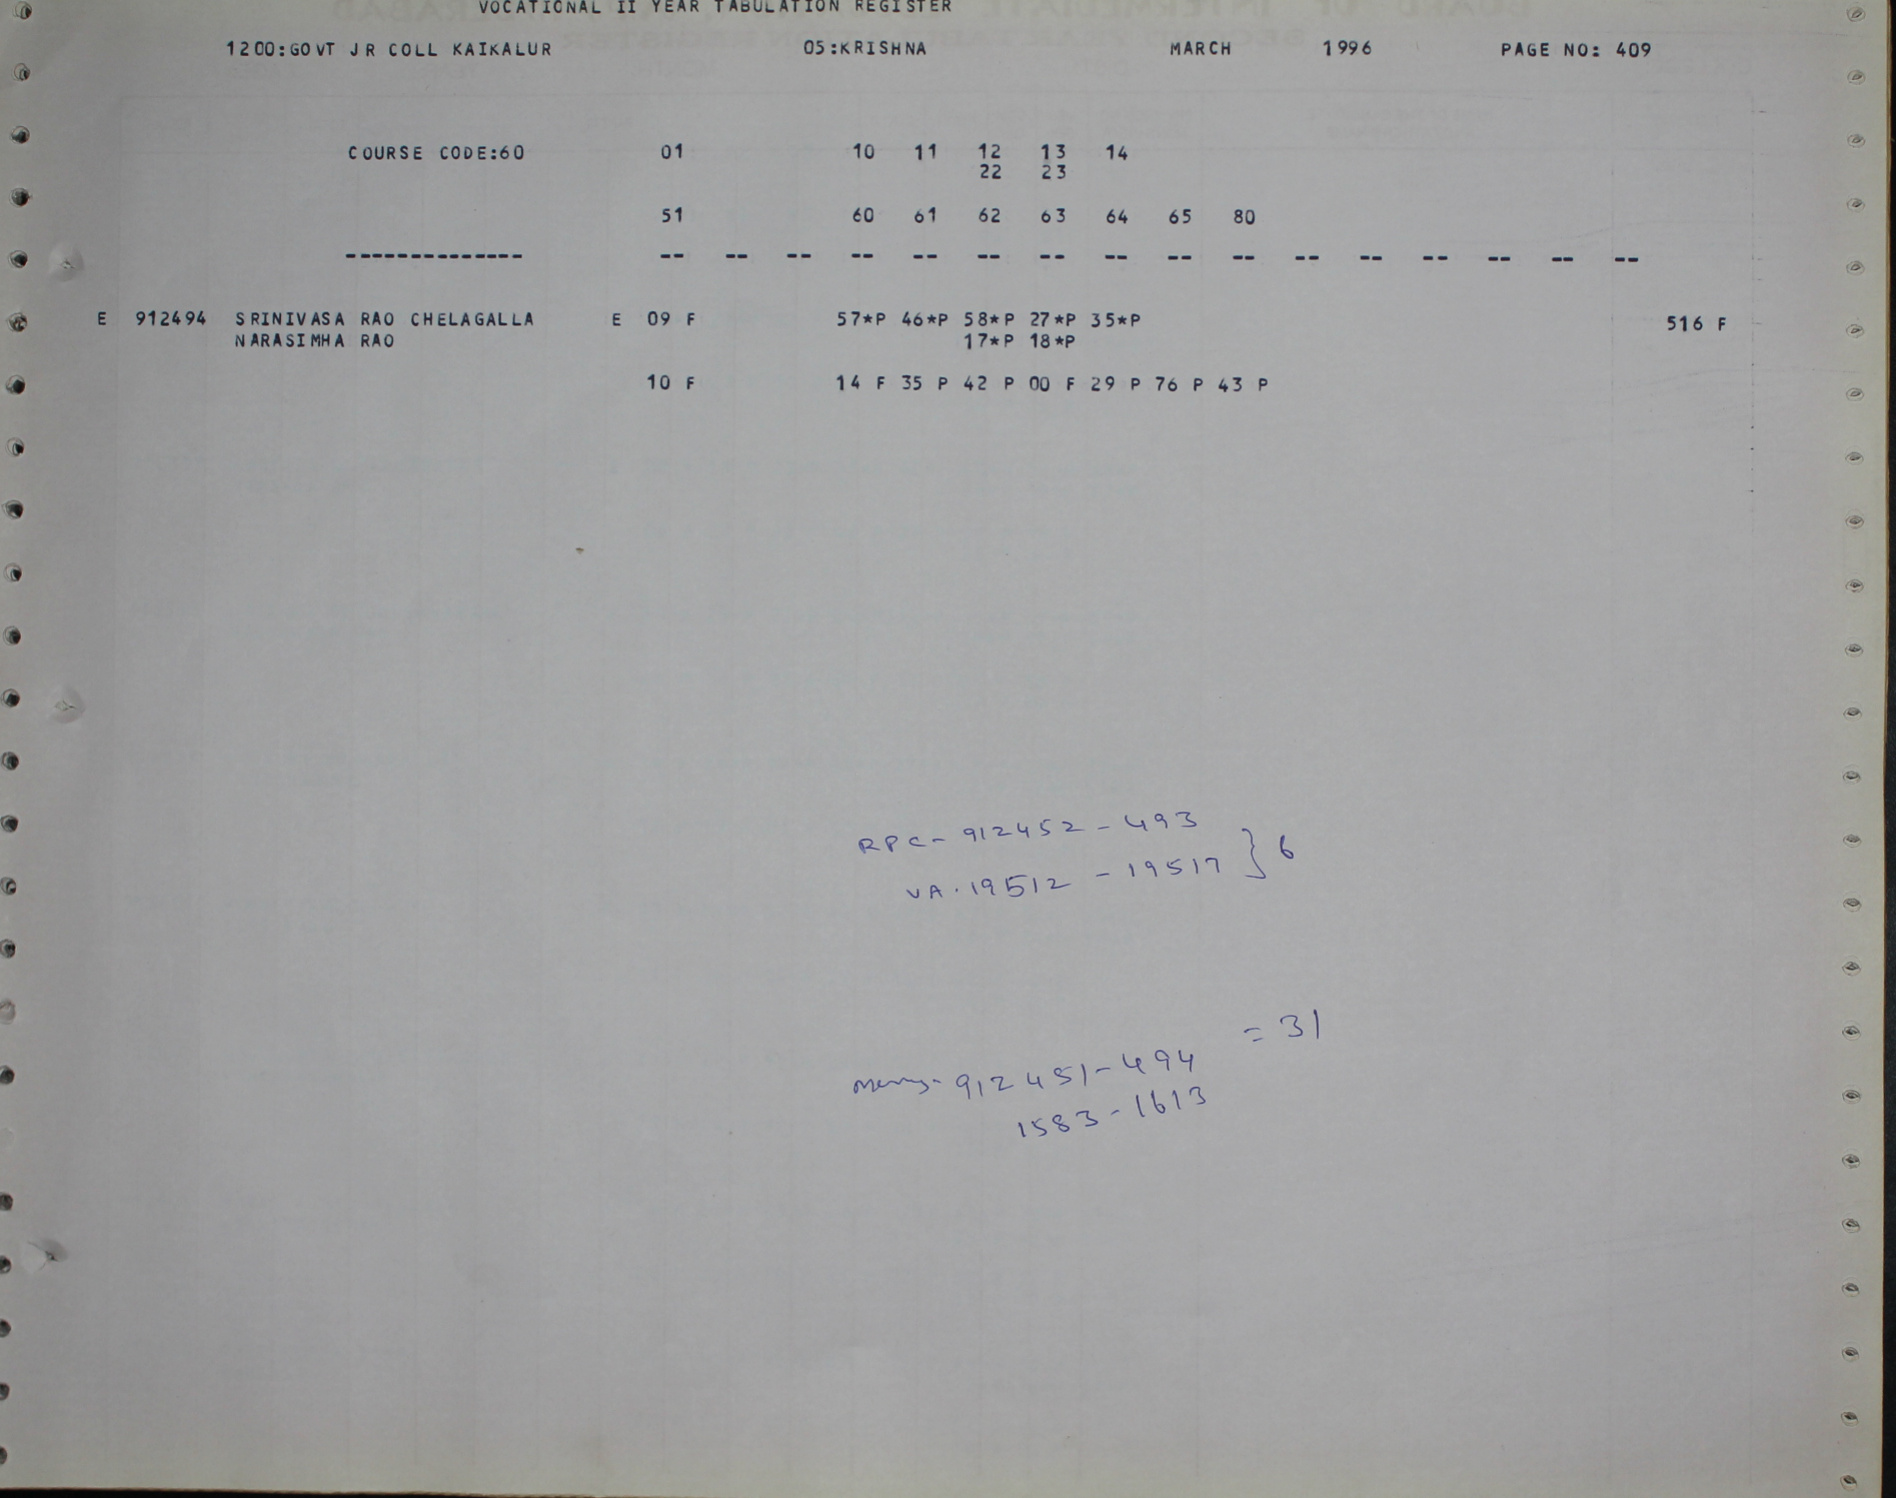 VOCATIONAL II YEAR TABULATION REGISTER
1200:GOVT JR COLL KAIKALUR 05:KRISHNA MARCH 1996 PAGE NO: 409
COURSE CODE:60 01 10 11 12 13 14
22 23
51 60 61 62 63 64 65 80
-------------- -- -- -- -- -- -- -- -- -- -- -- -- -- -- -- --
E 912494 SRINIVASA RAO CHELAGALLA E 09 F 57*P 46*P 58*P 27*P 35*P 516 F
NARASIMHA RAO 17*P 18*P
10 F 14 F 35 P 42 P 00 F 29 P 76 P 43 P
RPC- 912452 - 493
VA. 19512 - 19517 } 6
912451-494 = 31
1583-1613